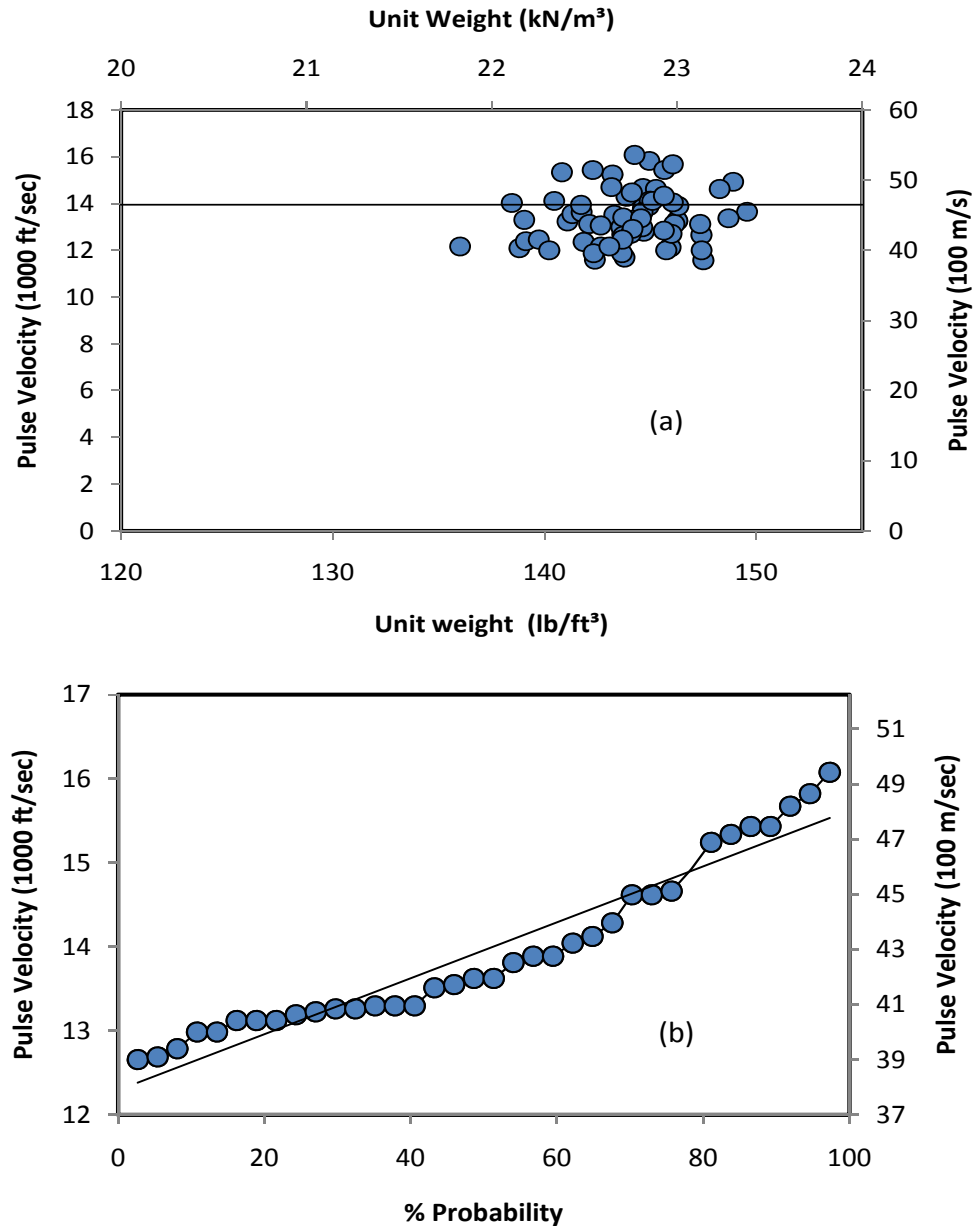 Unit Weight (kN/m³)
20 21 22 23 24
18 60
16
14 50
12 40
10
8 30
6 20
4 10
2
0 0
Pulse Velocity (1000 ft/sec)
Pulse Velocity (100 m/s)
(a)
120 130 140 150
Unit weight (lb/ft³)
17 51
16 49
47
15 45
14 43
41
13 39
12 37
Pulse Velocity (1000 ft/sec)
Pulse Velocity (100 m/sec)
(b)
0 20 40 60 80 100
% Probability